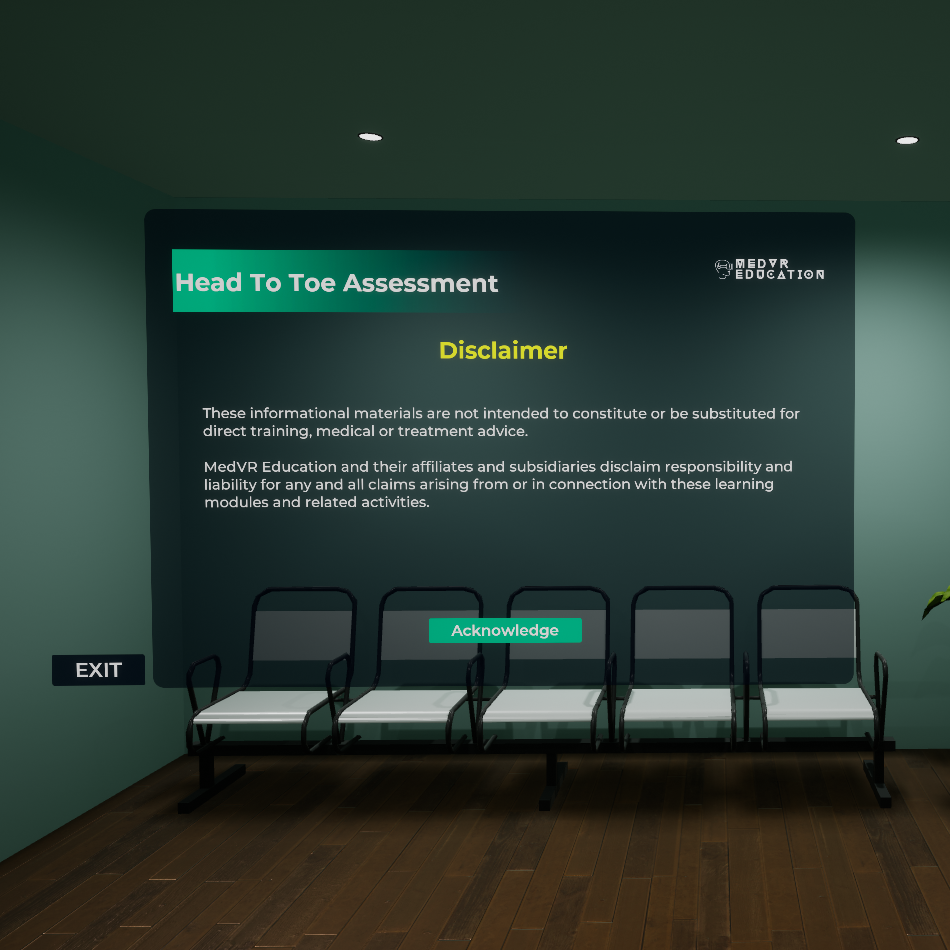 Head To Toe Assessment
MEDVR
EDUCATION
Disclaimer
These informational materials are not intended to constitute or be substituted for
direct training, medical or treatment advice.
MedVR Education and their affiliates and subsidiaries disclaim responsibility and
liability for any and all claims arising from or in connection with these learning
modules and related activities.
Acknowledge
EXIT